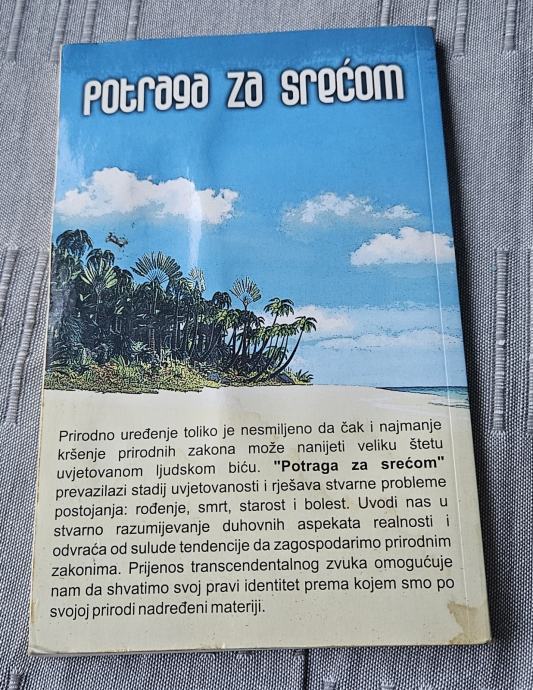 Potraga za srećom
Prirodno uređenje toliko je nesmiljeno da čak i najmanje
kršenje prirodnih zakona može nanijeti veliku štetu
uvjetovanom ljudskom biću. "Potraga za srećom"
prevazilazi stadij uvjetovanosti i rješava stvarne probleme
postojanja: rođenje, smrt, starost i bolest. Uvodi nas u
stvarno razumijevanje duhovnih aspekata realnosti i
odvraća od sulude tendencije da zagospodarimo prirodnim
zakonima. Prijenos transcendentalnog zvuka omogućuje
nam da shvatimo svoj pravi identitet prema kojem smo po
svojoj prirodi nadređeni materiji.